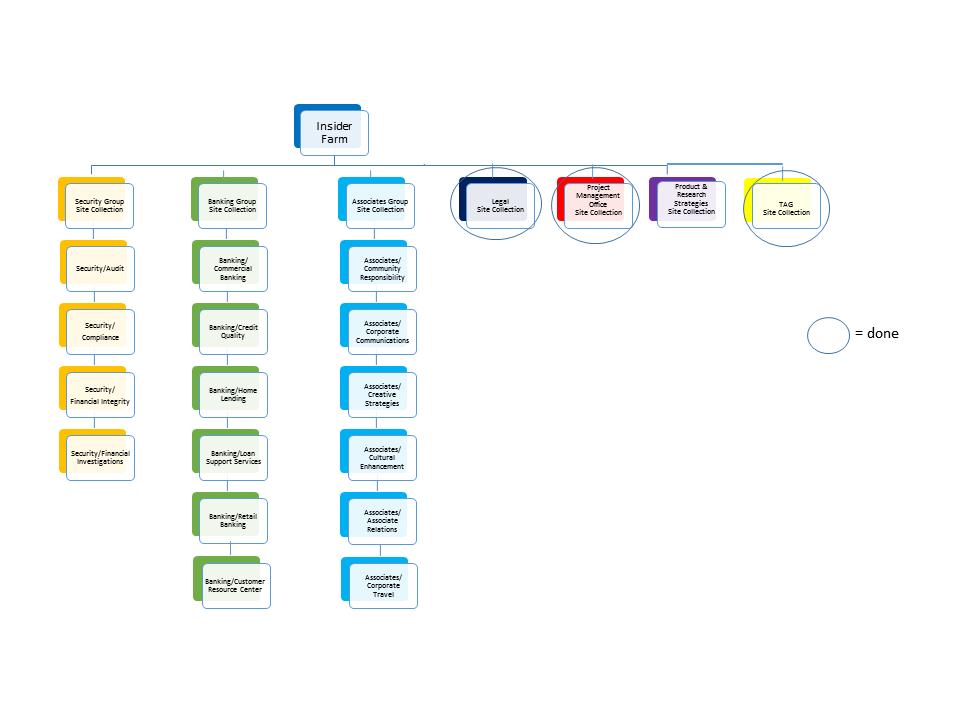 Insider
Farm
Security Group
Site Collection
Banking Group
Site Collection
Associates Group
Site Collection
Legal
Site Collection
Project
Management
Office
Site Collection
Product &
Research
Strategies
Site Collection
TAG
Site Collection
Security/Audit
Security/
Compliance
Security/
Financial Integrity
Security/Financial
Investigations
Banking/
Commercial
Banking
Banking/Credit
Quality
Banking/Home
Lending
Banking/Loan
Support Services
Banking/Retail
Banking
Banking/Customer
Resource Center
Associates/
Community
Responsibility
Associates/
Corporate
Communications
Associates/
Creative
Strategies
Associates/
Cultural
Enhancement
Associates/
Associate
Relations
Associates/
Corporate
Travel
= done